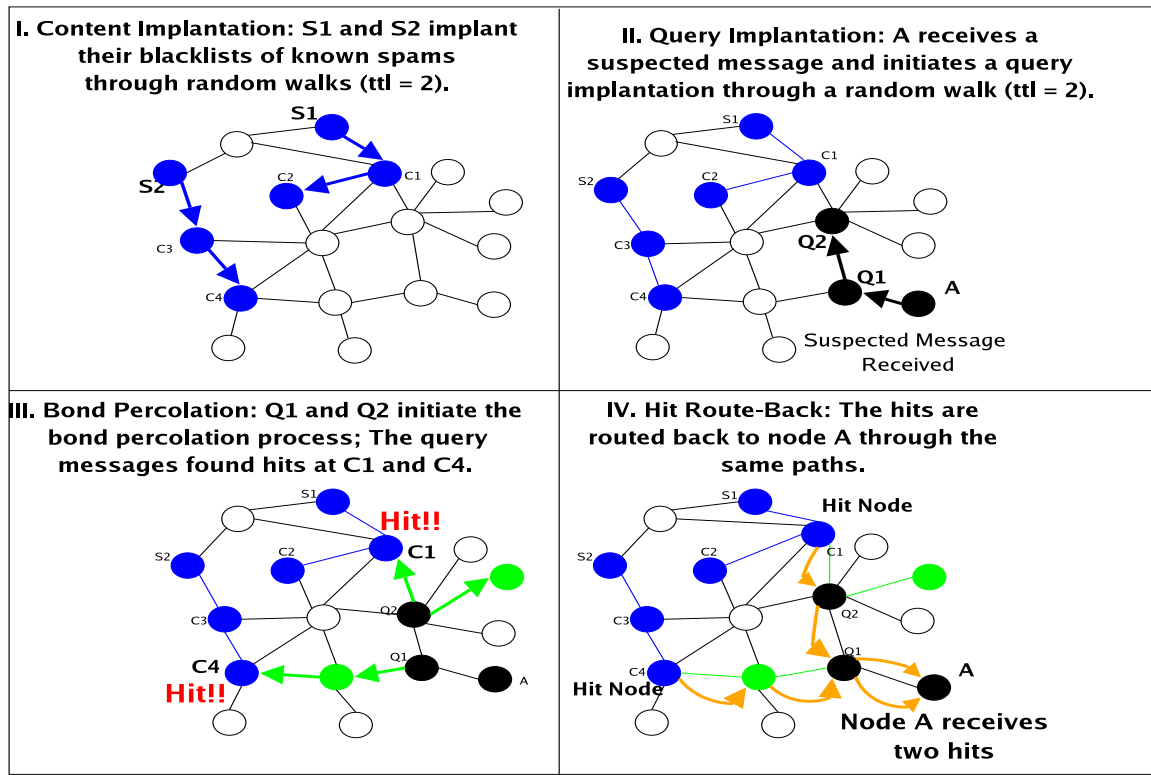 I. Content Implantation: S1 and S2 implant
their blacklists of known spams
through random walks (ttl = 2).
S1
S2
C2
C1
C3
C4
II. Query Implantation: A receives a
suspected message and initiates a query
implantation through a random walk (ttl = 2).
S1
C1
C2
S2
Q2
C3
Q1
C4
A
Suspected Message
Received
III. Bond Percolation: Q1 and Q2 initiate the
bond percolation process; The query
messages found hits at C1 and C4.
S1
Hit!!
C2
C1
S2
Q2
C3
C4
Q1
A
Hit!!
IV. Hit Route-Back: The hits are
routed back to node A through the
same paths.
S1
Hit Node
C1
C2
S2
Q2
C3
Q1
C4
A
Hit Node
Node A receives
two hits